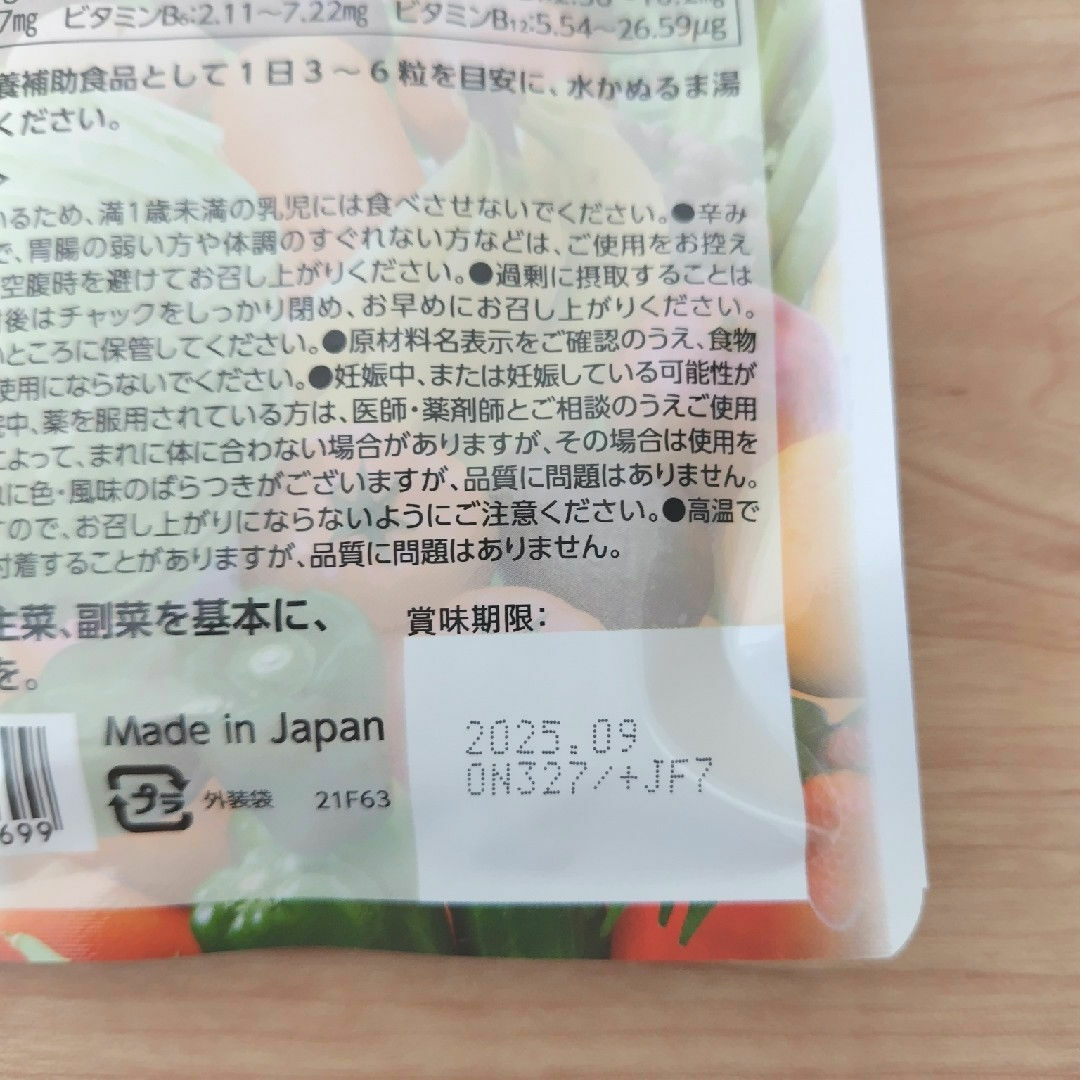 7mg ビタミンB₆:2.11〜7.22mg ビタミンB₁₂:5.54〜26.59μg
養補助食品として1日3〜6粒を目安に、水かぬるま湯
ください。
いるため、満1歳未満の乳児には食べさせないでください。●辛み
で、胃腸の弱い方や体調のすぐれない方などは、ご使用をお控え
空腹時を避けてお召し上がりください。●過剰に摂取することは
後はチャックをしっかり閉め、お早めにお召し上がりください。
いところに保管してください。●原材料名表示をご確認のうえ、食物
使用にならないでください。●妊娠中、または妊娠している可能性が
中、薬を服用されている方は、医師・薬剤師とご相談のうえご使用
によって、まれに体に合わない場合がありますが、その場合は使用を
に色・風味のばらつきがございますが、品質に問題はありません。
すので、お召し上がりにならないようにご注意ください。●高温で
付着することがありますが、品質に問題はありません。
主菜、副菜を基本に、
を。
賞味期限:
2025.09
ON327/+JF7
Made in Japan
プラ 外装袋 21F63
699